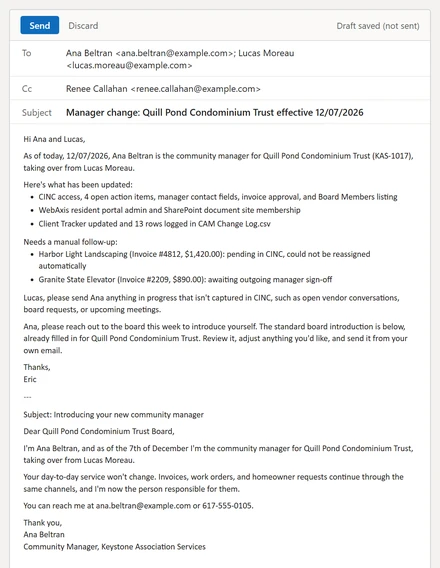 Send Discard Draft saved (not sent)
To Ana Beltran <ana.beltran@example.com>; Lucas Moreau
<lucas.moreau@example.com>
Cc Renee Callahan <renee.callahan@example.com>
Subject Manager change: Quill Pond Condominium Trust effective 12/07/2026
Hi Ana and Lucas,
As of today, 12/07/2026, Ana Beltran is the community manager for Quill Pond Condominium Trust (KAS-1017),
taking over from Lucas Moreau.
Here's what has been updated:
• CINC access, 4 open action items, manager contact fields, invoice approval, and Board Members listing
• WebAxis resident portal admin and SharePoint document site membership
• Client Tracker updated and 13 rows logged in CAM Change Log.csv
Needs a manual follow-up:
• Harbor Light Landscaping (Invoice #4812, $1,420.00): pending in CINC, could not be reassigned
automatically
• Granite State Elevator (Invoice #2209, $890.00): awaiting outgoing manager sign-off
Lucas, please send Ana anything in progress that isn't captured in CINC, such as open vendor conversations,
board requests, or upcoming meetings.
Ana, please reach out to the board this week to introduce yourself. The standard board introduction is below,
already filled in for Quill Pond Condominium Trust. Review it, adjust anything you'd like, and send it from your
own email.
Thanks,
Eric
---
Subject: Introducing your new community manager
Dear Quill Pond Condominium Trust Board,
I'm Ana Beltran, and as of the 7th of December I'm the community manager for Quill Pond Condominium Trust,
taking over from Lucas Moreau.
Your day-to-day service won't change. Invoices, work orders, and homeowner requests continue through the
same channels, and I'm now the person responsible for them.
You can reach me at ana.beltran@example.com or 617-555-0105.
Thank you,
Ana Beltran
Community Manager, Keystone Association Services